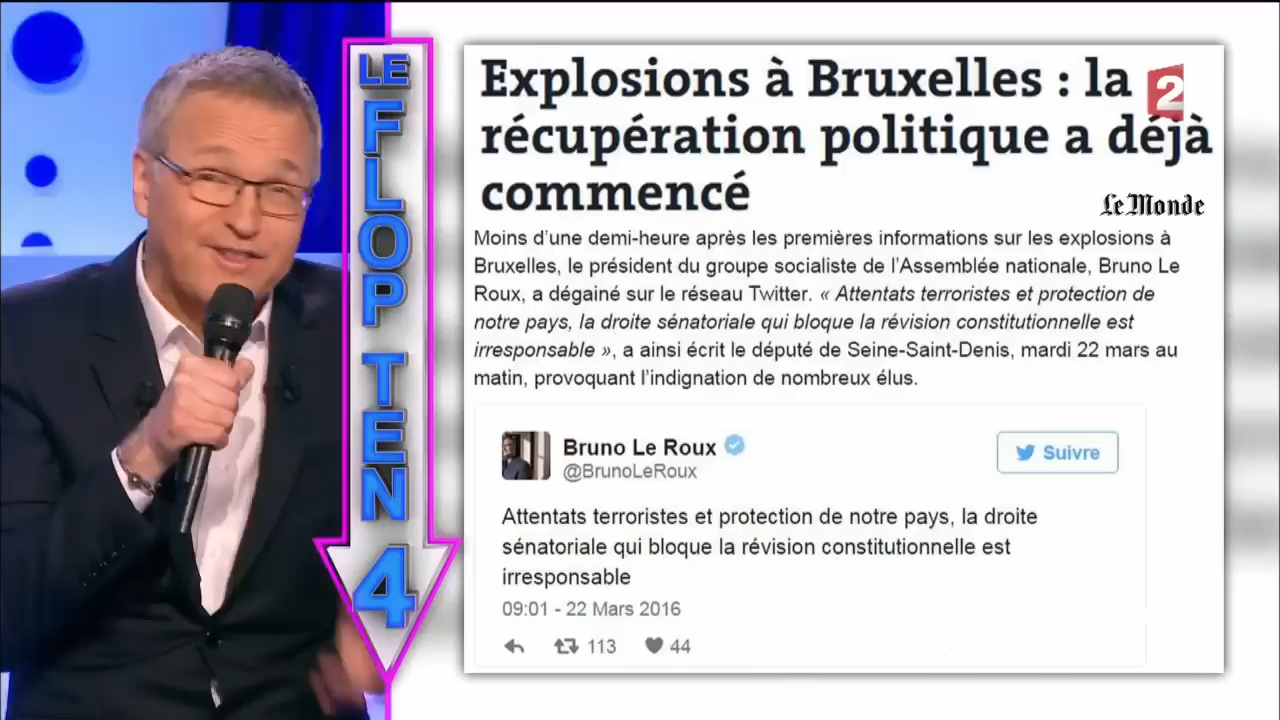 LE FLOP TEN 4
Explosions à Bruxelles : la
récupération politique a déjà
commencé
2
Le Monde
Moins d'une demi-heure après les premières informations sur les explosions à
Bruxelles, le président du groupe socialiste de l'Assemblée nationale, Bruno Le
Roux, a dégainé sur le réseau Twitter. « Attentats terroristes et protection de
notre pays, la droite sénatoriale qui bloque la révision constitutionnelle est
irresponsable », a ainsi écrit le député de Seine-Saint-Denis, mardi 22 mars au
matin, provoquant l'indignation de nombreux élus.
Bruno Le Roux
@BrunoLeRoux
Suivre
Attentats terroristes et protection de notre pays, la droite
sénatoriale qui bloque la révision constitutionnelle est
irresponsable
09:01 - 22 Mars 2016
113 44